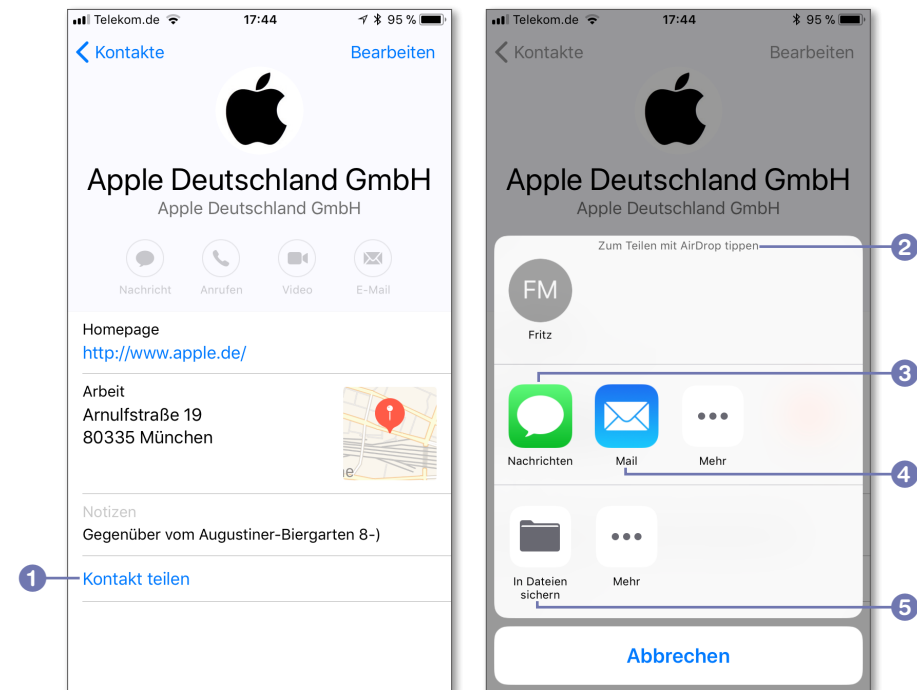 Telekom.de 17:44 95 %
Kontakte Bearbeiten
Apple Deutschland GmbH
Apple Deutschland GmbH
Nachricht Anrufen Video E-Mail
Homepage
http://www.apple.de/
Arbeit
Arnulfstraße 19
80335 München
e
Notizen
Gegenüber vom Augustiner-Biergarten 8-)
1 Kontakt teilen
Telekom.de 17:44 95 %
Kontakte Bearbeiten
Apple Deutschland GmbH
Apple Deutschland GmbH
Zum Teilen mit AirDrop tippen 2
FM
Fritz
3
Nachrichten Mail Mehr
4
In Dateien sichern Mehr
5
Abbrechen